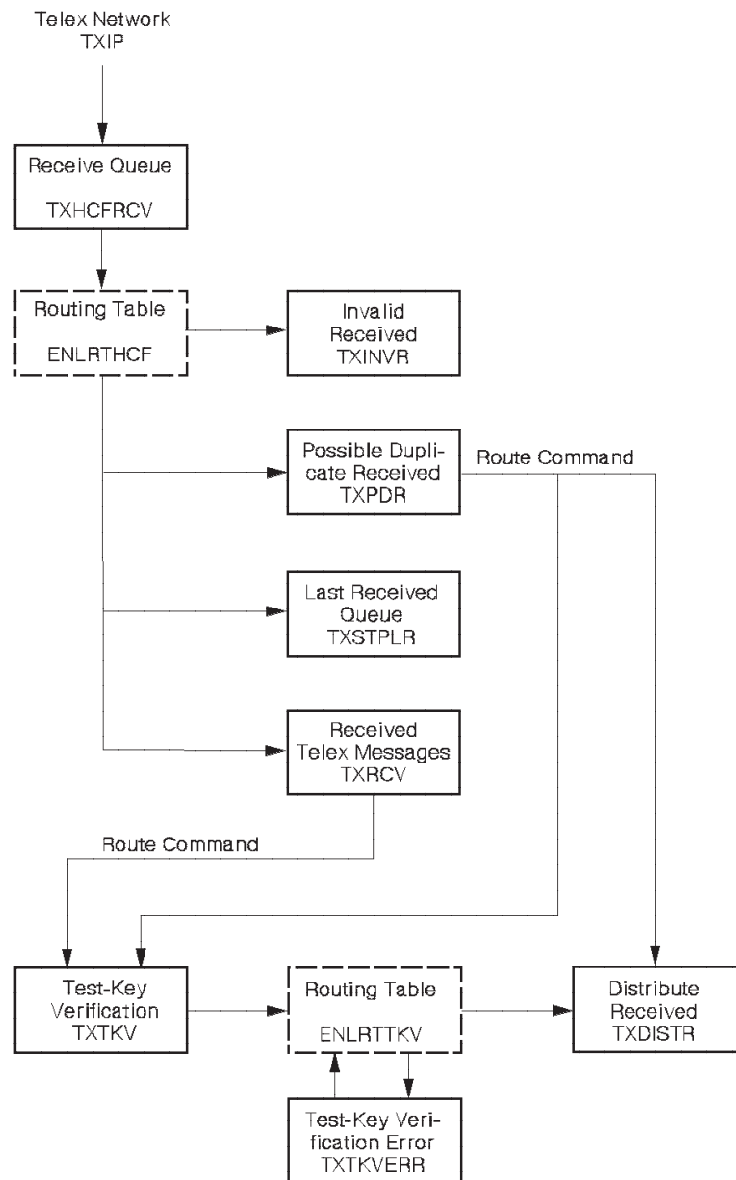 Telex Network
TXIP
Receive Queue
TXHCFRCV
Routing Table
ENLRTHCF
Invalid
Received
TXINVR
Possible Dupli-
cate Received
TXPDR
Route Command
Last Received
Queue
TXSTPLR
Received
Telex Messages
TXRCV
Route Command
Test-Key
Verification
TXTKV
Routing Table
ENLRTTKV
Distribute
Received
TXDISTR
Test-Key Veri-
fication Error
TXTKVERR